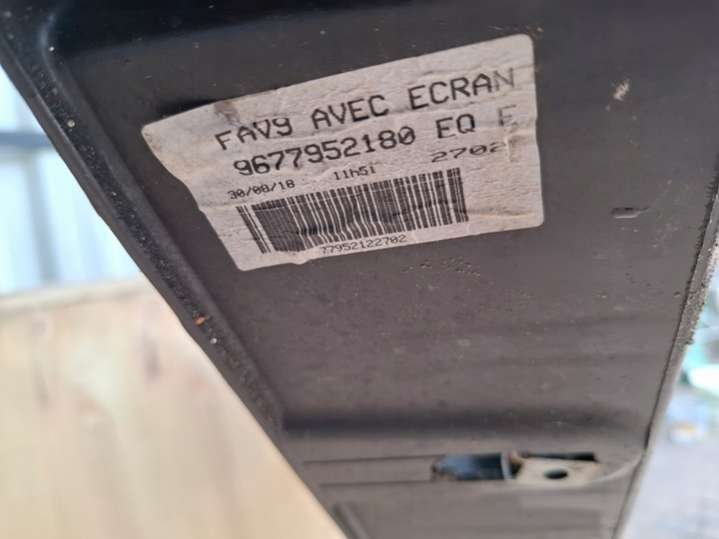 FAV9 AVEC ECRAN
9677952180 EQ E
2702
30/08/18 11h51
77952122702